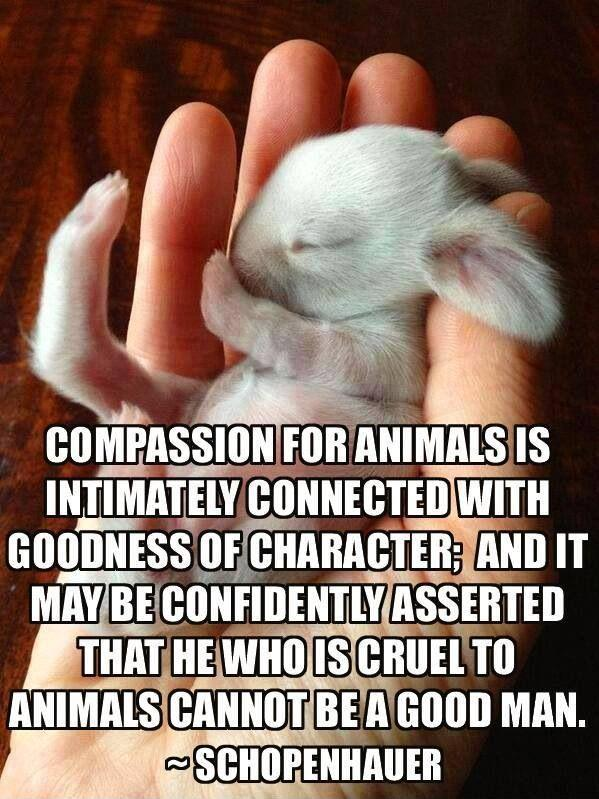 COMPASSION FOR ANIMALS IS
INTIMATELY CONNECTED WITH
GOODNESS OF CHARACTER; AND IT
MAY BE CONFIDENTLY ASSERTED
THAT HE WHO IS CRUEL TO
ANIMALS CANNOT BE A GOOD MAN.
~ SCHOPENHAUER